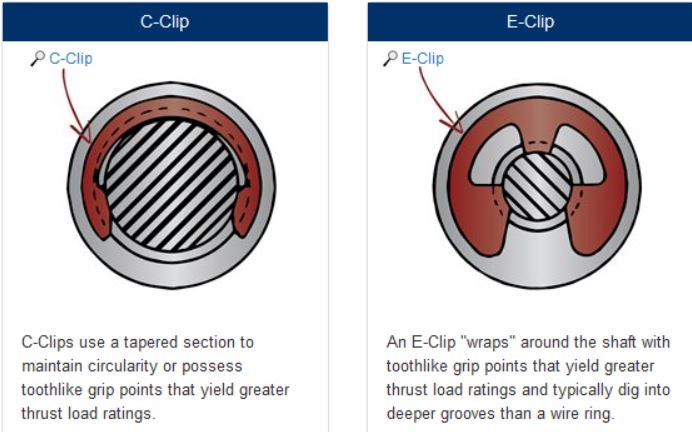 C-Clip
C-Clip
C-Clips use a tapered section to
maintain circularity or possess
toothlike grip points that yield greater
thrust load ratings.
E-Clip
E-Clip
An E-Clip "wraps" around the shaft with
toothlike grip points that yield greater
thrust load ratings and typically dig into
deeper grooves than a wire ring.